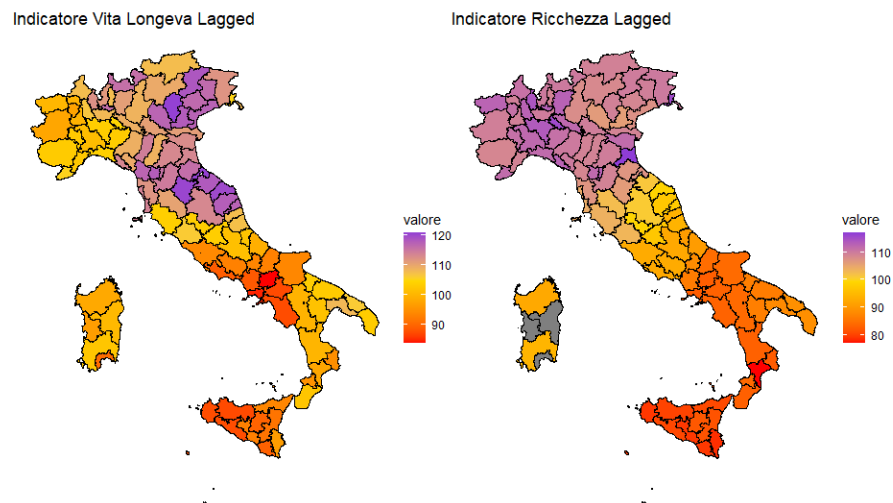 Indicatore Vita Longeva Lagged
Indicatore Ricchezza Lagged
valore
120
110
100
90
valore
110
100
90
80